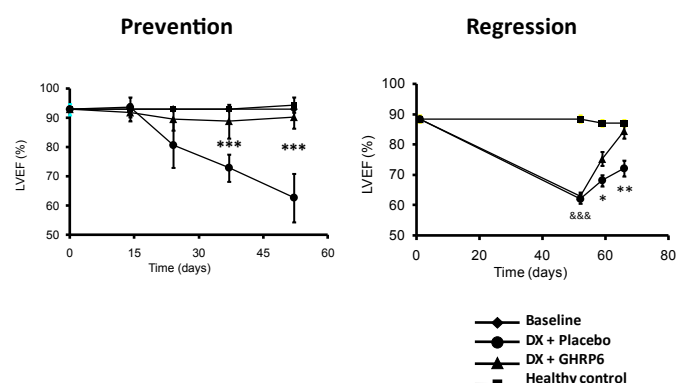 Prevention
Regression
100
90
80
70
60
50
LVEF (%)
***
***
0
15
30
45
60
Time (days)
100
90
80
70
60
50
LVEF (%)
&&&
*
**
0
20
40
60
80
Time (days)
Baseline
DX + Placebo
DX + GHRP6
Healthy control